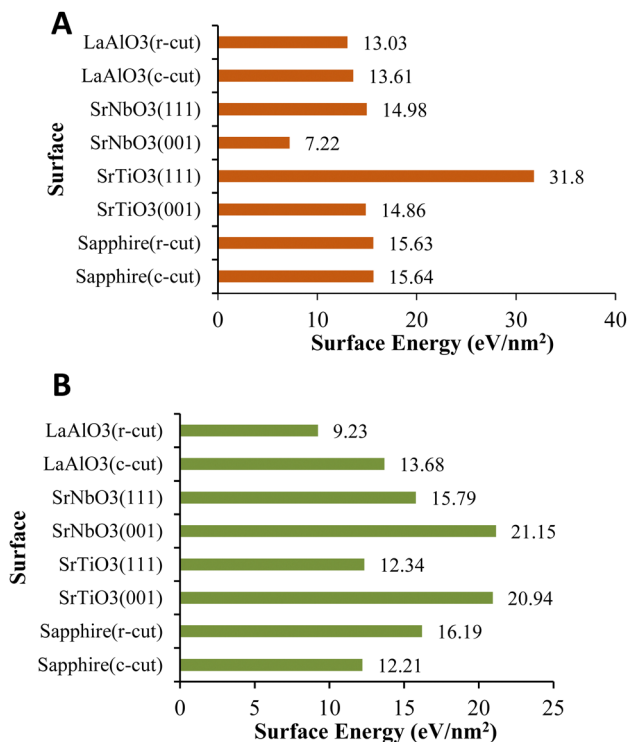 A
LaAlO3(r-cut) 13.03
LaAlO3(c-cut) 13.61
SrNbO3(111) 14.98
SrNbO3(001) 7.22
SrTiO3(111) 31.8
SrTiO3(001) 14.86
Sapphire(r-cut) 15.63
Sapphire(c-cut) 15.64
Surface
0 10 20 30 40
Surface Energy (eV/nm²)
B
LaAlO3(r-cut) 9.23
LaAlO3(c-cut) 13.68
SrNbO3(111) 15.79
SrNbO3(001) 21.15
SrTiO3(111) 12.34
SrTiO3(001) 20.94
Sapphire(r-cut) 16.19
Sapphire(c-cut) 12.21
Surface
0 5 10 15 20 25
Surface Energy (eV/nm²)